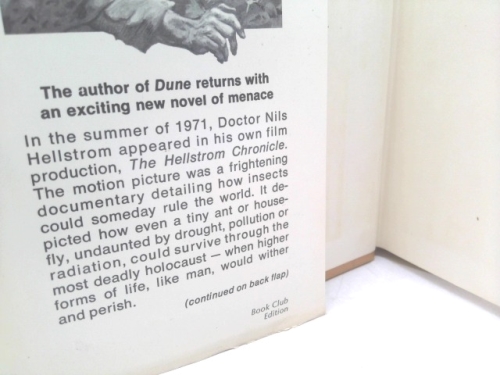 The author of Dune returns with
an exciting new novel of menace
In the summer of 1971, Doctor Nils
Hellstrom appeared in his own film
production, The Hellstrom Chronicle.
The motion picture was a frightening
documentary detailing how insects
could someday rule the world. It de-
picted how even a tiny ant or house-
fly, undaunted by drought, pollution or
radiation, could survive through the
most deadly holocaust — when higher
forms of life, like man, would wither
and perish.
(continued on back flap)
Book Club
Edition